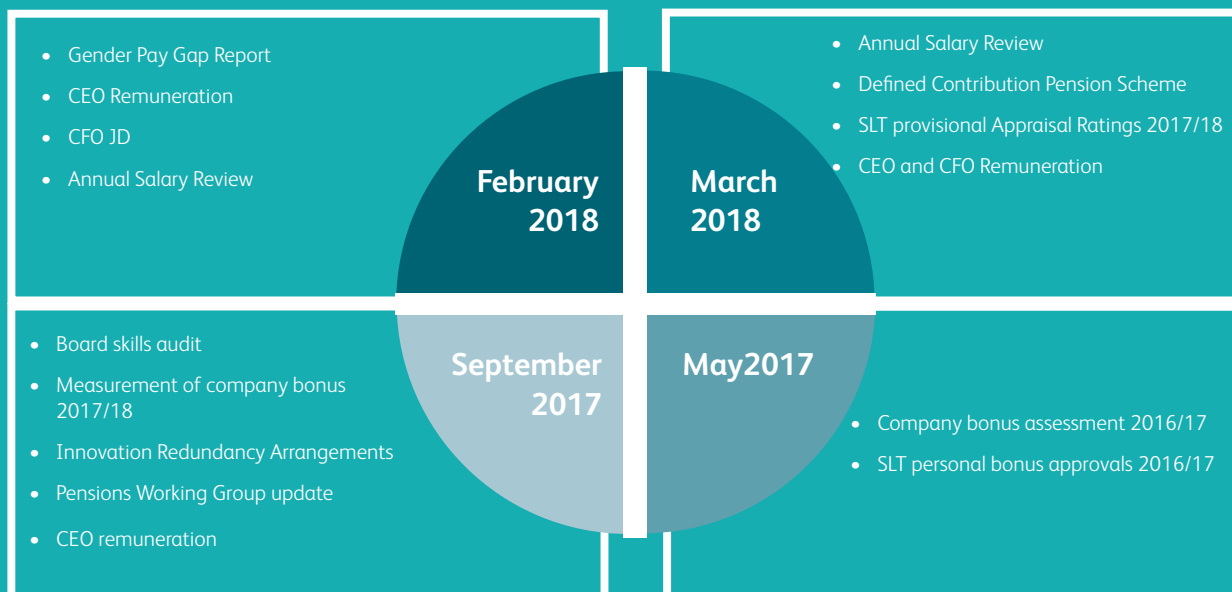 • Gender Pay Gap Report
• CEO Remuneration
• CFO JD
• Annual Salary Review
February
2018
• Annual Salary Review
• Defined Contribution Pension Scheme
• SLT provisional Appraisal Ratings 2017/18
• CEO and CFO Remuneration
March
2018
• Board skills audit
• Measurement of company bonus
2017/18
• Innovation Redundancy Arrangements
• Pensions Working Group update
• CEO remuneration
September
2017
May2017
• Company bonus assessment 2016/17
• SLT personal bonus approvals 2016/17